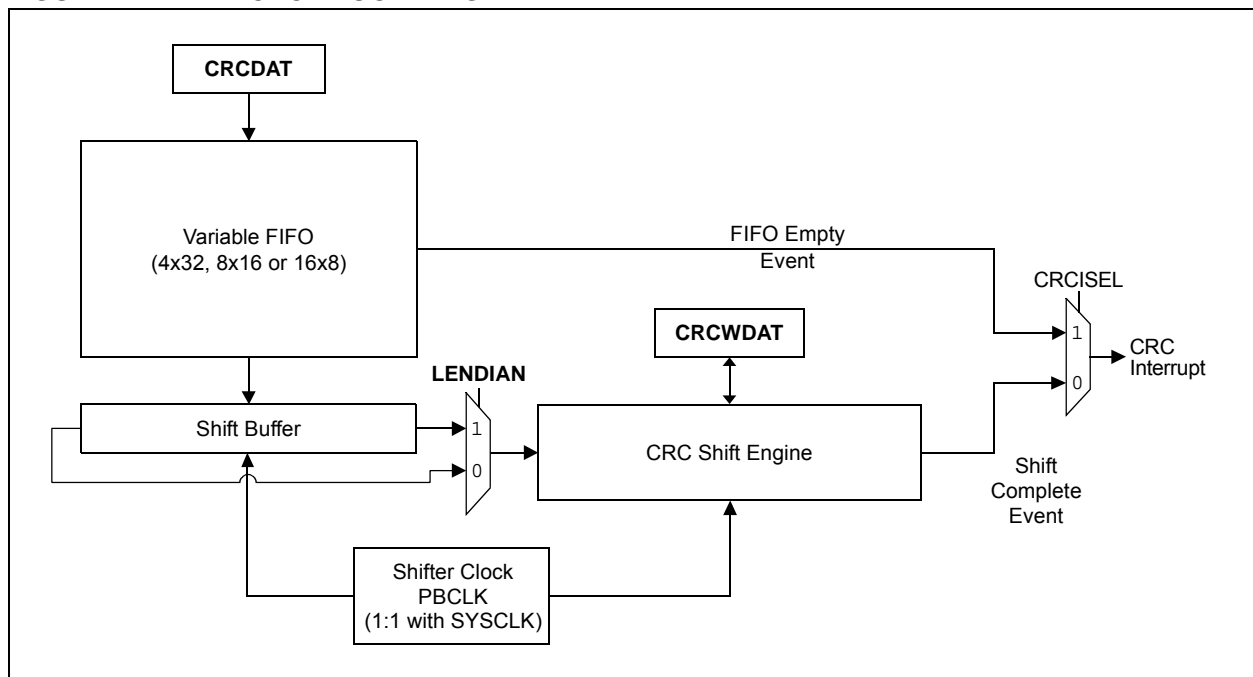 CRCDAT
Variable FIFO
(4x32, 8x16 or 16x8)
FIFO Empty
Event
CRCISEL
1
0
CRC
Interrupt
CRCWDAT
LENDIAN
1
0
Shift Buffer
CRC Shift Engine
Shift
Complete
Event
Shifter Clock
PBCLK
(1:1 with SYSCLK)